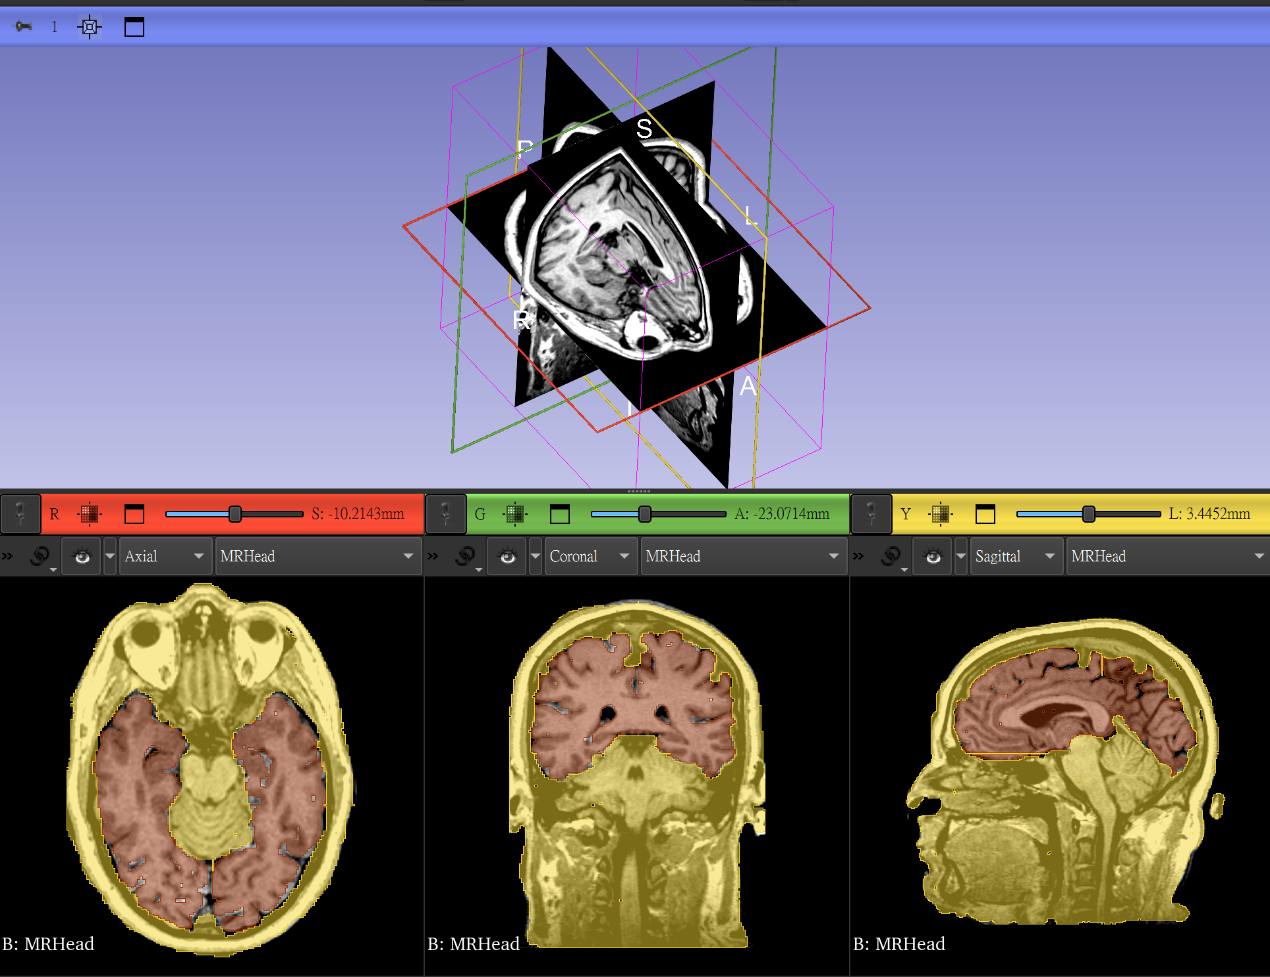 1
S
P
L
R
A
I
R S: -10.2143mm
G A: -23.0714mm
Y L: 3.4452mm
Axial MRHead
Coronal MRHead
Sagittal MRHead
B: MRHead
B: MRHead
B: MRHead